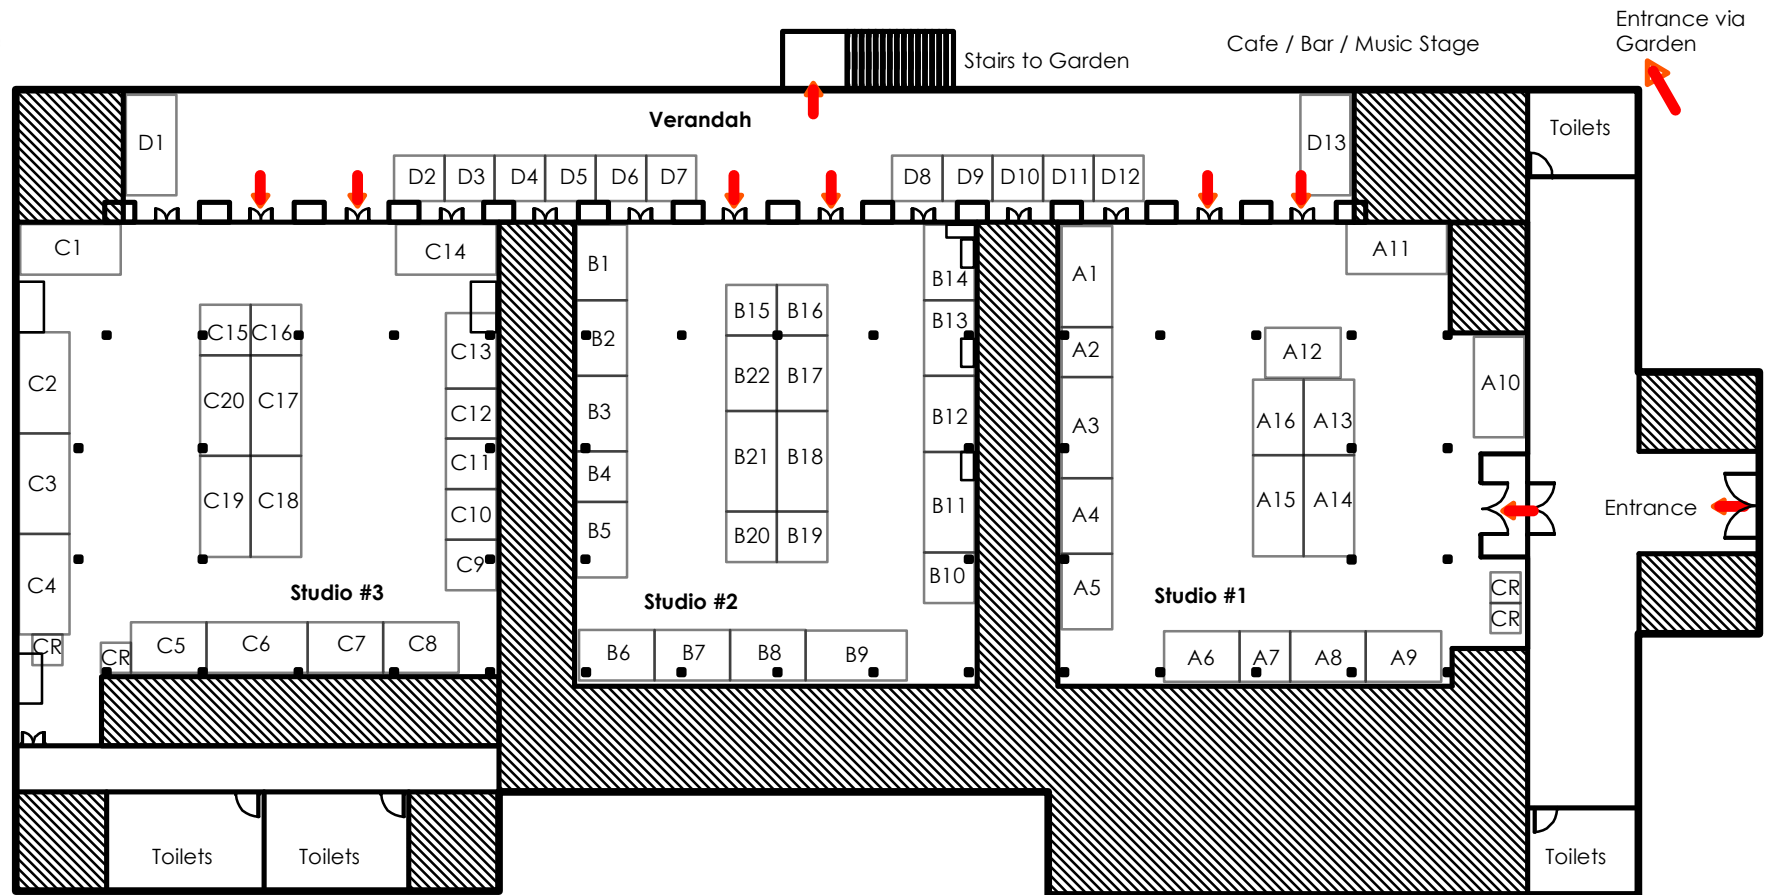 Entrance via
Garden
Cafe / Bar / Music Stage
Stairs to Garden
Verandah
Toilets
D1
D13
D2
D3
D4
D5
D6
D7
D8
D9
D10
D11
D12
C1
C14
C15
C16
C13
C2
C20
C17
C12
C11
C3
C19
C18
C10
C9
C4
Studio #3
CR
CR
C5
C6
C7
C8
B1
B14
B15
B16
B13
B2
B22
B17
B3
B12
B4
B21
B18
B11
B5
B20
B19
B10
Studio #2
B6
B7
B8
B9
A1
A11
A2
A12
A10
A3
A16
A13
A4
A15
A14
A5
Studio #1
CR
CR
A6
A7
A8
A9
Entrance
Toilets
Toilets
Toilets